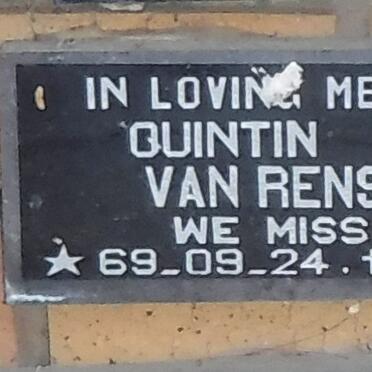 IN LOVING ME
QUINTIN
VAN RENS
WE MISS
★ 69_09_24 . †